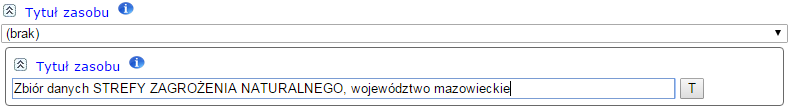 Tytuł zasobu
(brak)
Tytuł zasobu
Zbiór danych STREFY ZAGROŻENIA NATURALNEGO, województwo mazowieckie
T